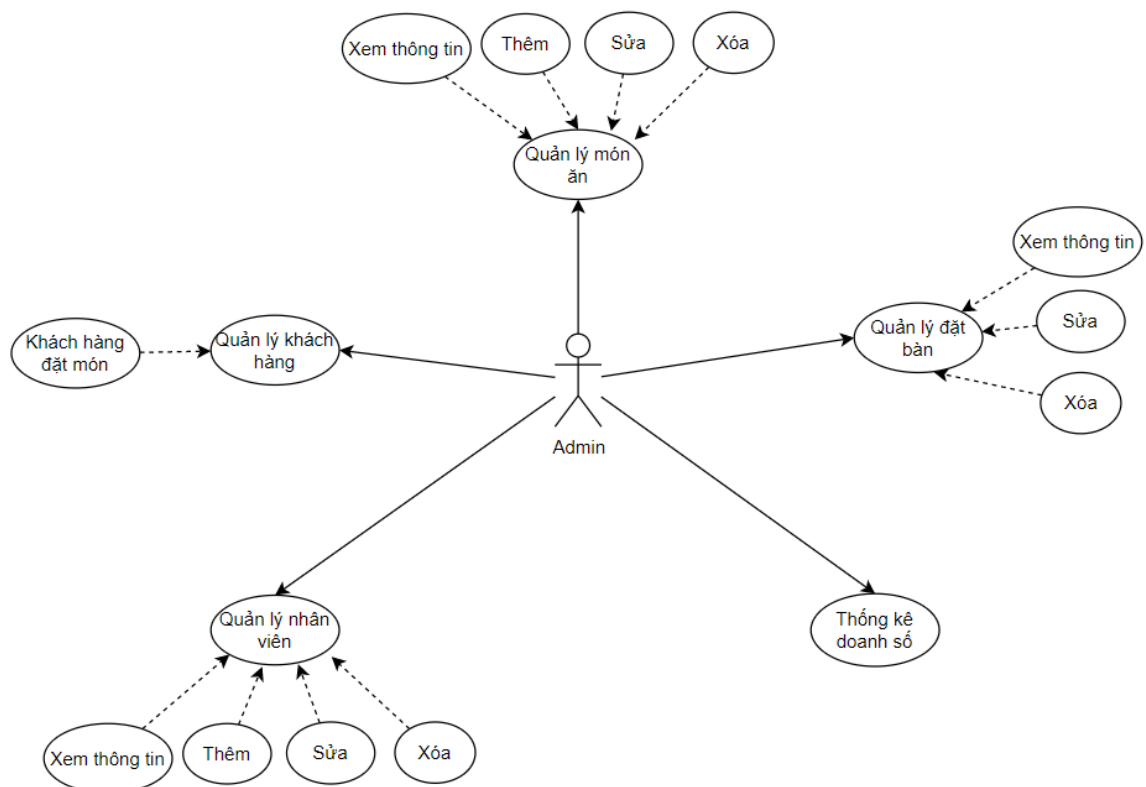 Xem thông tin
Thêm
Sửa
Xóa
Quản lý món
ăn
Xem thông tin
Khách hàng
đặt món
Quản lý khách
hàng
Quản lý đặt
bàn
Sửa
Xóa
Admin
Quản lý nhân
viên
Thống kê
doanh số
Xem thông tin
Thêm
Sửa
Xóa